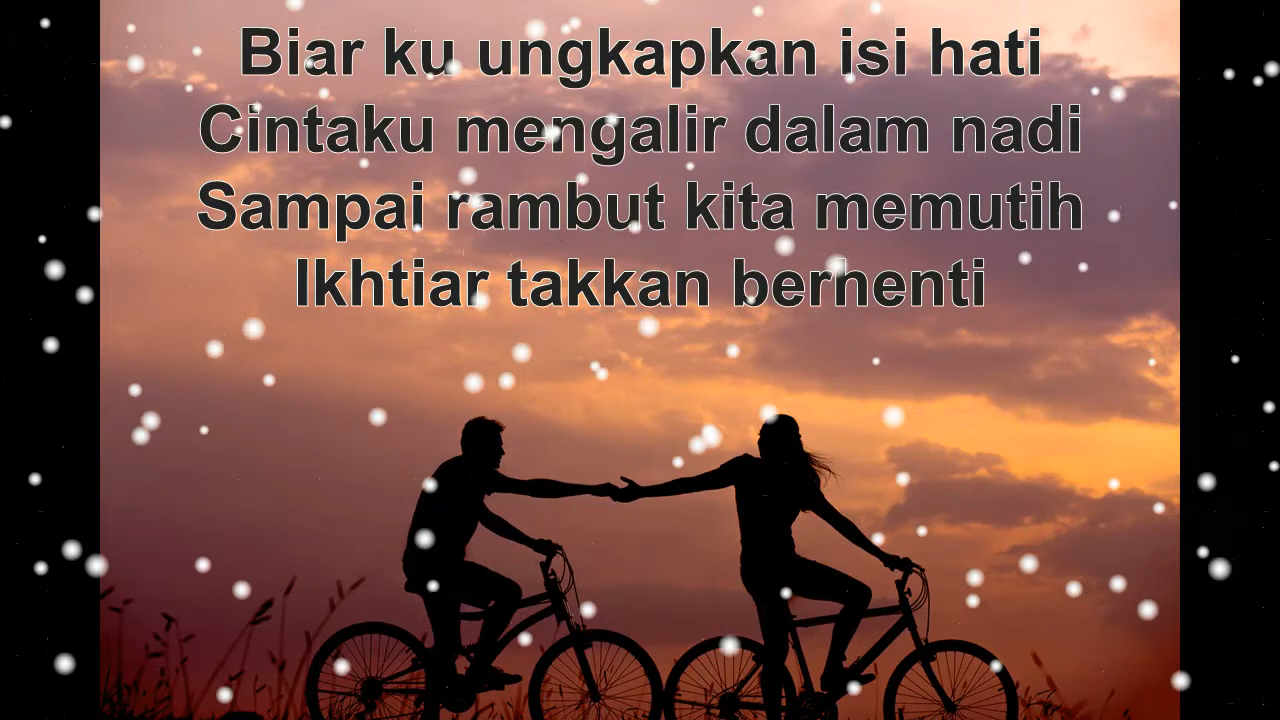 Biar ku ungkapkan isi hati
Cintaku mengalir dalam nadi
Sampai rambut kita memutih
Ikhtiar takkan berhenti